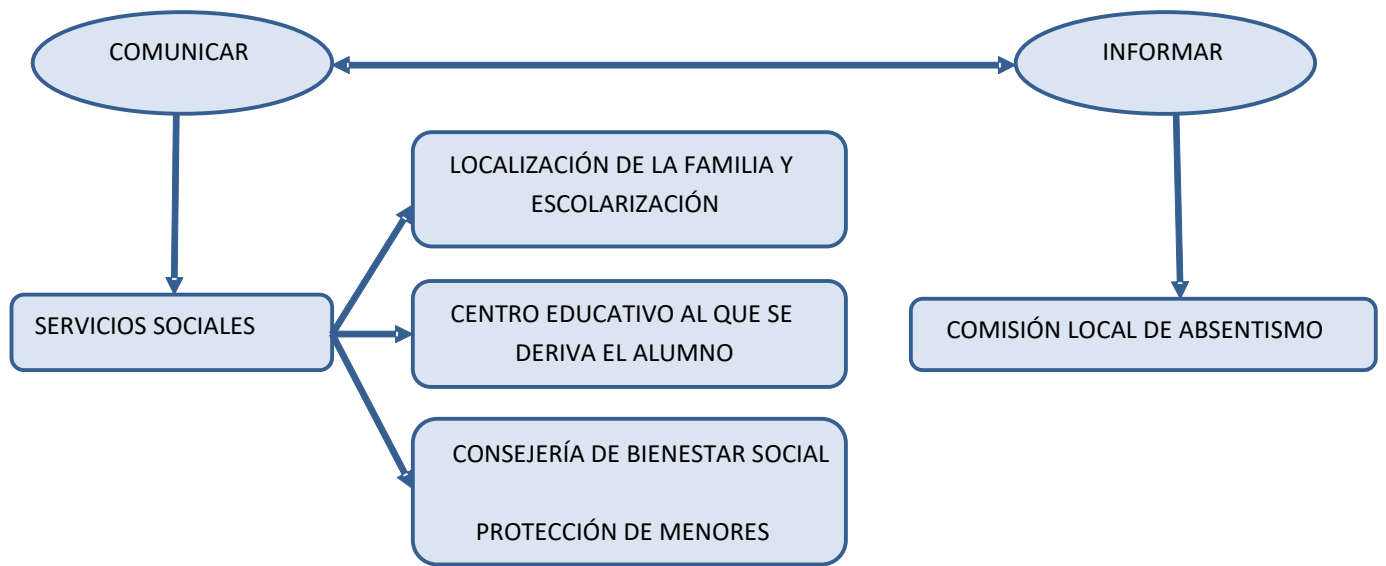 COMUNICAR
INFORMAR
LOCALIZACIÓN DE LA FAMILIA Y
ESCOLARIZACIÓN
SERVICIOS SOCIALES
CENTRO EDUCATIVO AL QUE SE
DERIVA EL ALUMNO
COMISIÓN LOCAL DE ABSENTISMO
CONSEJERÍA DE BIENESTAR SOCIAL
PROTECCIÓN DE MENORES